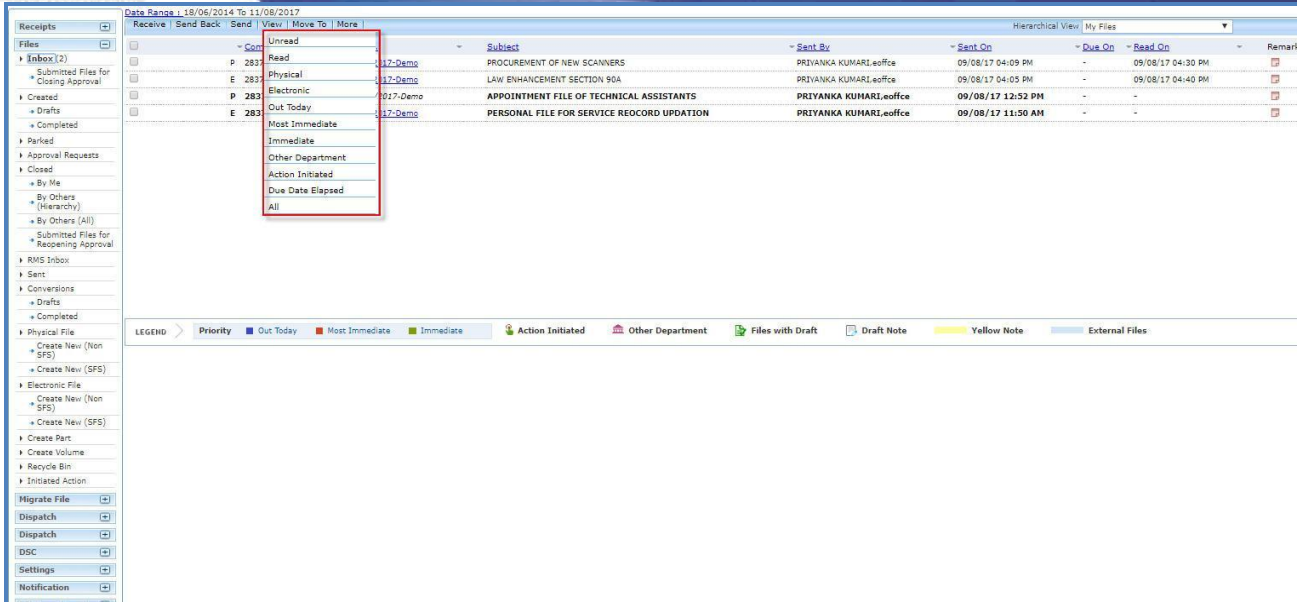 Date Range : 18/06/2014 To 11/08/2017
Receive | Send Back | Send | View | Move To | More |
Hierarchical View My Files
Receipts
Files
Inbox (2)
Submitted Files for
Closing Approval
Created
Drafts
Completed
Parked
Approval Requests
Closed
By Me
By Others
(Hierarchy)
By Others (All)
Submitted Files for
Reopening Approval
RMS Inbox
Sent
Conversions
Drafts
Completed
Physical File
Create New (Non
SFS)
Create New (SFS)
Electronic File
Create New (Non
SFS)
Create New (SFS)
Create Part
Create Volume
Recycle Bin
Initiated Action
Migrate File
Dispatch
Dispatch
DSC
Settings
Notification
Unread
Read
Physical
Electronic
Out Today
Most Immediate
Immediate
Other Department
Action Initiated
Due Date Elapsed
All
Subject Sent By Sent On Due On Read On Remark
P 2837 017-Demo PROCUREMENT OF NEW SCANNERS PRIYANKA KUMARI,eoffce 09/08/17 04:09 PM - 09/08/17 04:30 PM
E 2837 017-Demo LAW ENHANCEMENT SECTION 90A PRIYANKA KUMARI,eoffce 09/08/17 04:05 PM - 09/08/17 04:40 PM
P 2837 2017-Demo APPOINTMENT FILE OF TECHNICAL ASSISTANTS PRIYANKA KUMARI,eoffce 09/08/17 12:52 PM - -
E 2837 017-Demo PERSONAL FILE FOR SERVICE REOCORD UPDATION PRIYANKA KUMARI,eoffce 09/08/17 11:50 AM - -
LEGEND Priority Out Today Most Immediate Immediate Action Initiated Other Department Files with Draft Draft Note Yellow Note External Files